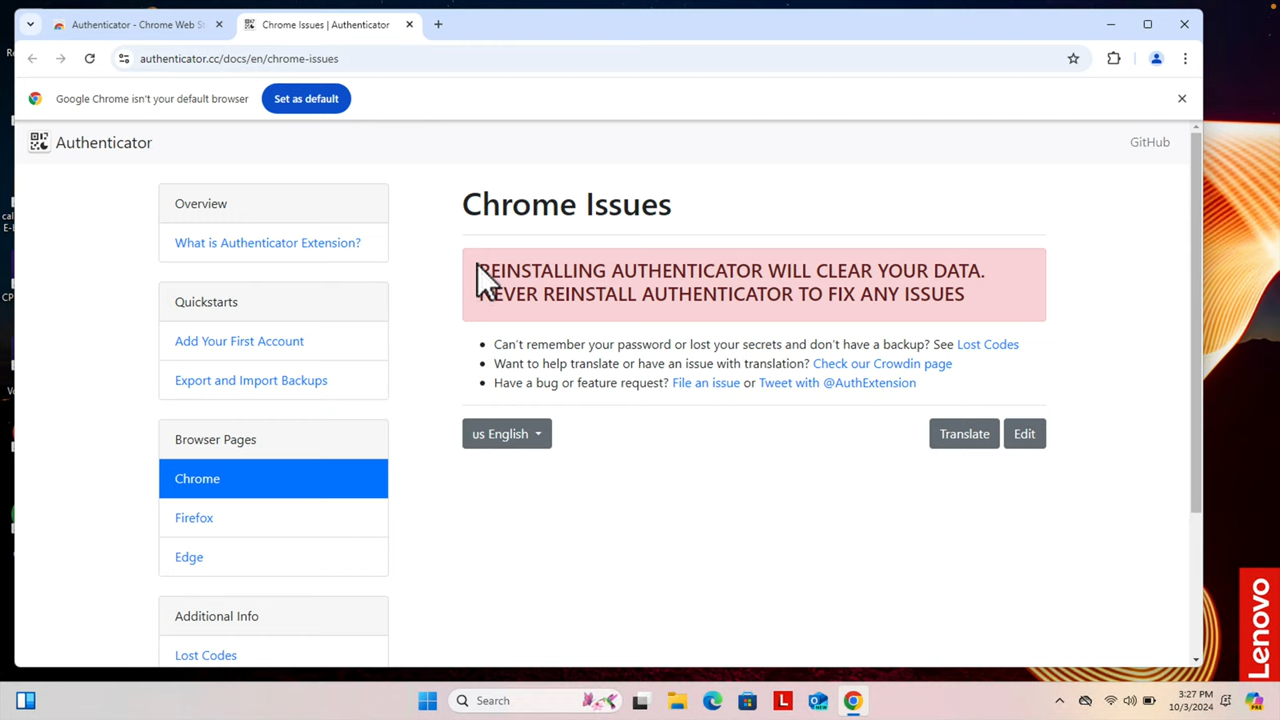 Authenticator - Chrome Web S
Chrome Issues | Authenticator
authenticator.cc/docs/en/chrome-issues
Google Chrome isn't your default browser
Set as default
Authenticator
GitHub
Overview
What is Authenticator Extension?
Quickstarts
Add Your First Account
Export and Import Backups
Browser Pages
Chrome
Firefox
Edge
Additional Info
Lost Codes
Chrome Issues
REINSTALLING AUTHENTICATOR WILL CLEAR YOUR DATA.
NEVER REINSTALL AUTHENTICATOR TO FIX ANY ISSUES
Can't remember your password or lost your secrets and don't have a backup? See Lost Codes
Want to help translate or have an issue with translation? Check our Crowdin page
Have a bug or feature request? File an issue or Tweet with @AuthExtension
us English
Translate
Edit
Lenovo
Search
3:27 PM
10/3/2024